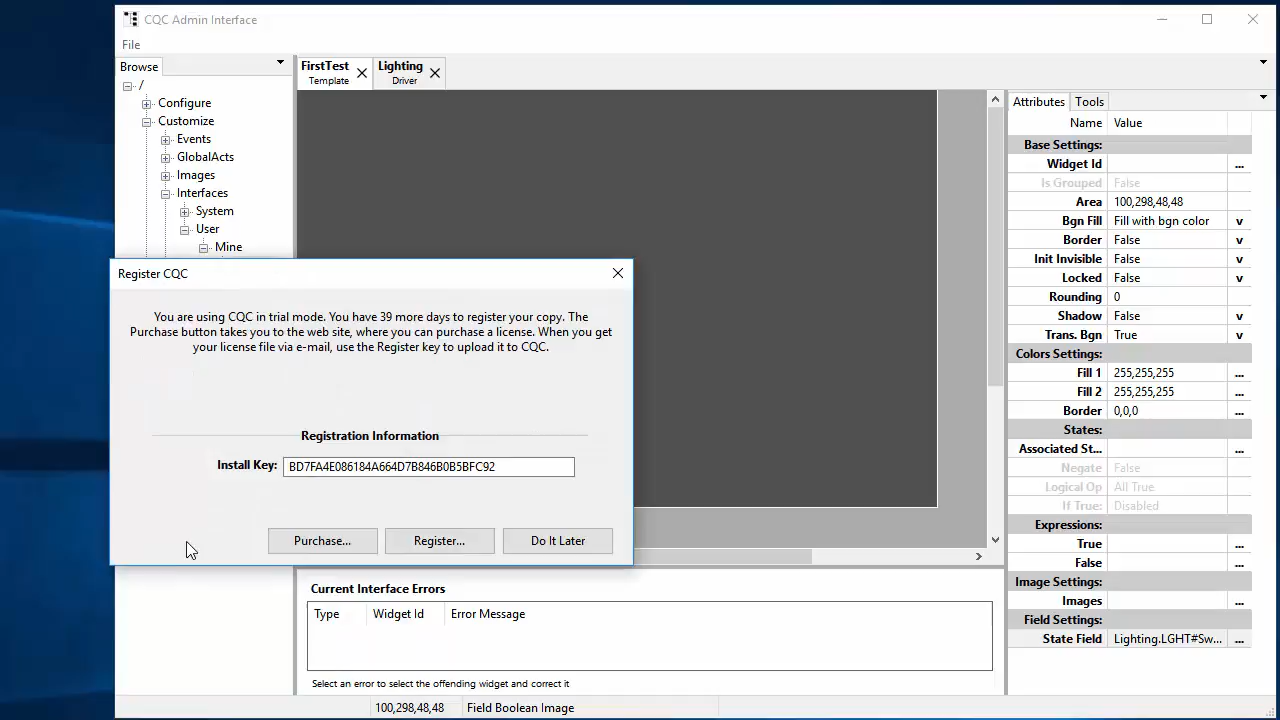 CQC Admin Interface
File
Browse
FirstTest
Template
Lighting
Driver
/
Configure
Customize
Events
GlobalActs
Images
Interfaces
System
User
Mine
Register CQC
You are using CQC in trial mode. You have 39 more days to register your copy. The
Purchase button takes you to the web site, where you can purchase a license. When you get
your license file via e-mail, use the Register key to upload it to CQC.
Registration Information
Install Key: BD7FA4E086184A664D7B846B0B5BFC92
Purchase... Register... Do It Later
Attributes Tools
Name Value
Base Settings:
Widget Id ...
Is Grouped False
Area 100,298,48,48
Bgn Fill Fill with bgn color v
Border False v
Init Invisible False v
Locked False v
Rounding 0
Shadow False v
Trans. Bgn True v
Colors Settings:
Fill 1 255,255,255 ...
Fill 2 255,255,255 ...
Border 0,0,0 ...
States:
Associated St... ...
Negate False
Logical Op All True
If True: Disabled
Expressions:
True ...
False ...
Image Settings:
Images ...
Field Settings:
State Field Lighting.LGHT#Sw... ...
Current Interface Errors
Type Widget Id Error Message
Select an error to select the offending widget and correct it
100,298,48,48 Field Boolean Image